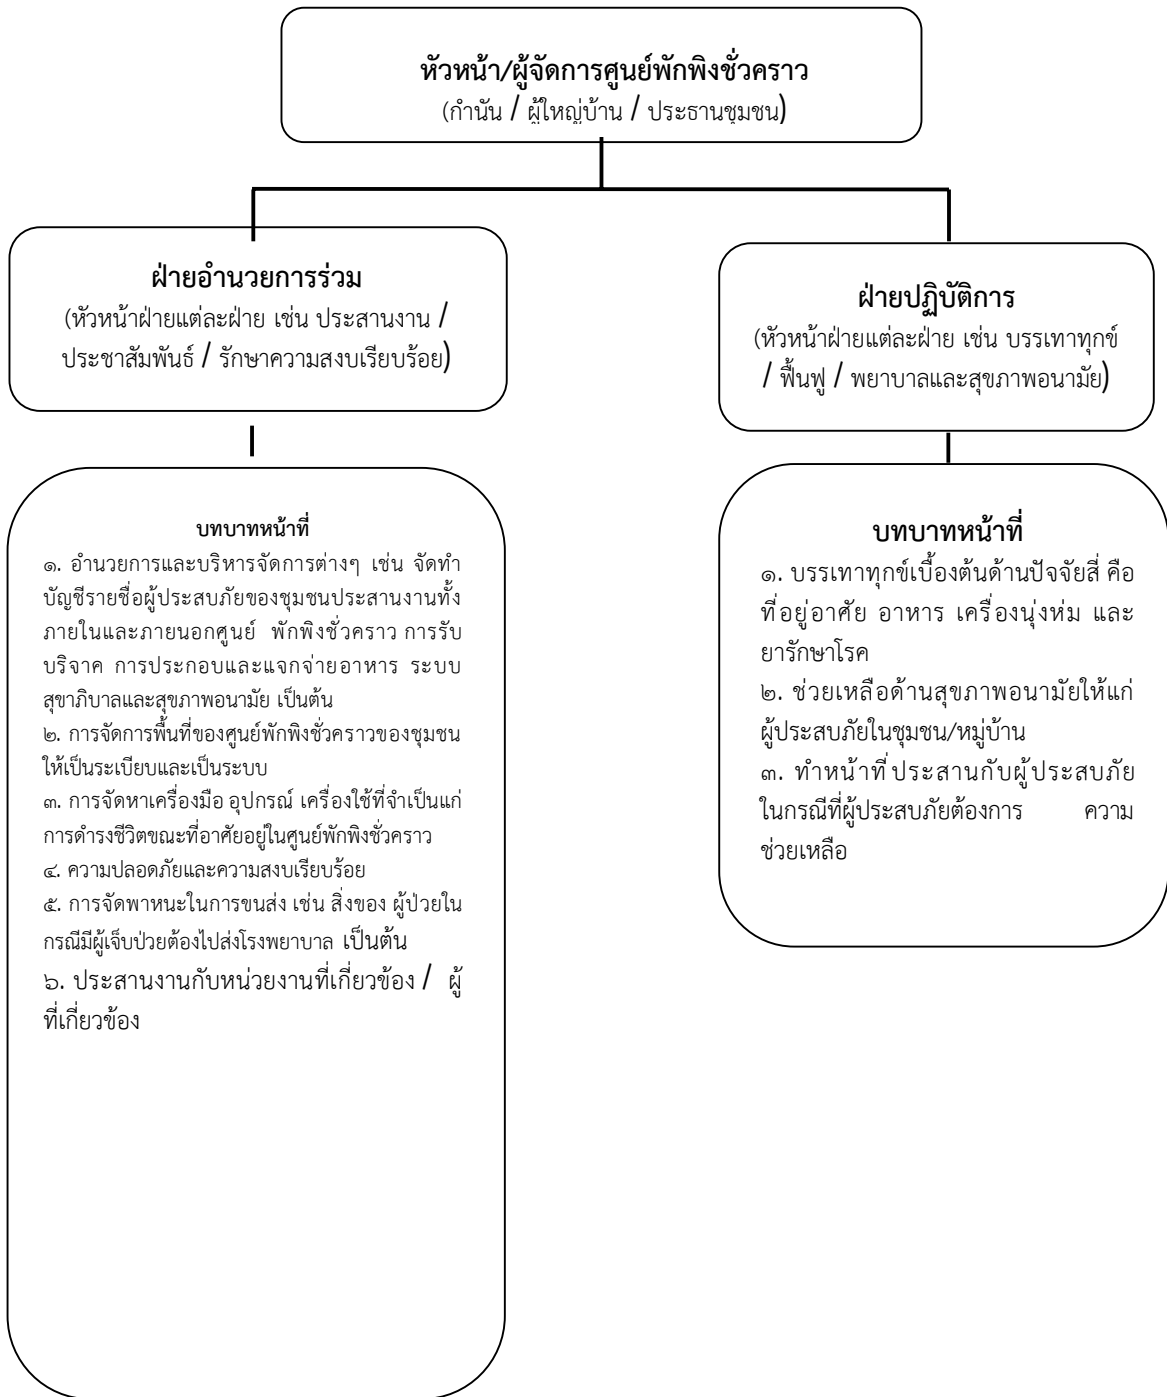 หัวหน้า/ผู้จัดการศูนย์พักพิงชั่วคราว
(กำนัน / ผู้ใหญ่บ้าน / ประธานชุมชน)
ฝ่ายอำนวยการร่วม
(หัวหน้าฝ่ายแต่ละฝ่าย เช่น ประสานงาน /
ประชาสัมพันธ์ / รักษาความสงบเรียบร้อย)
ฝ่ายปฏิบัติการ
(หัวหน้าฝ่ายแต่ละฝ่าย เช่น บรรเทาทุกข์
/ ฟื้นฟู / พยาบาลและสุขภาพอนามัย)
บทบาทหน้าที่
๑. อำนวยการและบริหารจัดการต่างๆ เช่น จัดทำ
บัญชีรายชื่อผู้ประสบภัยของชุมชนประสานงานทั้ง
ภายในและภายนอกศูนย์ พักพิงชั่วคราว การรับ
บริจาค การประกอบและแจกจ่ายอาหาร ระบบ
สุขาภิบาลและสุขภาพอนามัย เป็นต้น
๒. การจัดการพื้นที่ของศูนย์พักพิงชั่วคราวของชุมชน
ให้เป็นระเบียบและเป็นระบบ
๓. การจัดหาเครื่องมือ อุปกรณ์ เครื่องใช้ที่จำเป็นแก่
การดำรงชีวิตขณะที่อาศัยอยู่ในศูนย์พักพิงชั่วคราว
๔. ความปลอดภัยและความสงบเรียบร้อย
๕. การจัดพาหนะในการขนส่ง เช่น สิ่งของ ผู้ป่วยใน
กรณีมีผู้เจ็บป่วยต้องไปส่งโรงพยาบาล เป็นต้น
๖. ประสานงานกับหน่วยงานที่เกี่ยวข้อง / ผู้
ที่เกี่ยวข้อง
บทบาทหน้าที่
๑. บรรเทาทุกข์เบื้องต้นด้านปัจจัยสี่ คือ
ที่อยู่อาศัย อาหาร เครื่องนุ่งห่ม และ
ยารักษาโรค
๒. ช่วยเหลือด้านสุขภาพอนามัยให้แก่
ผู้ประสบภัยในชุมชน/หมู่บ้าน
๓. ทำหน้าที่ประสานกับผู้ประสบภัย
ในกรณีที่ผู้ประสบภัยต้องการ ความ
ช่วยเหลือ